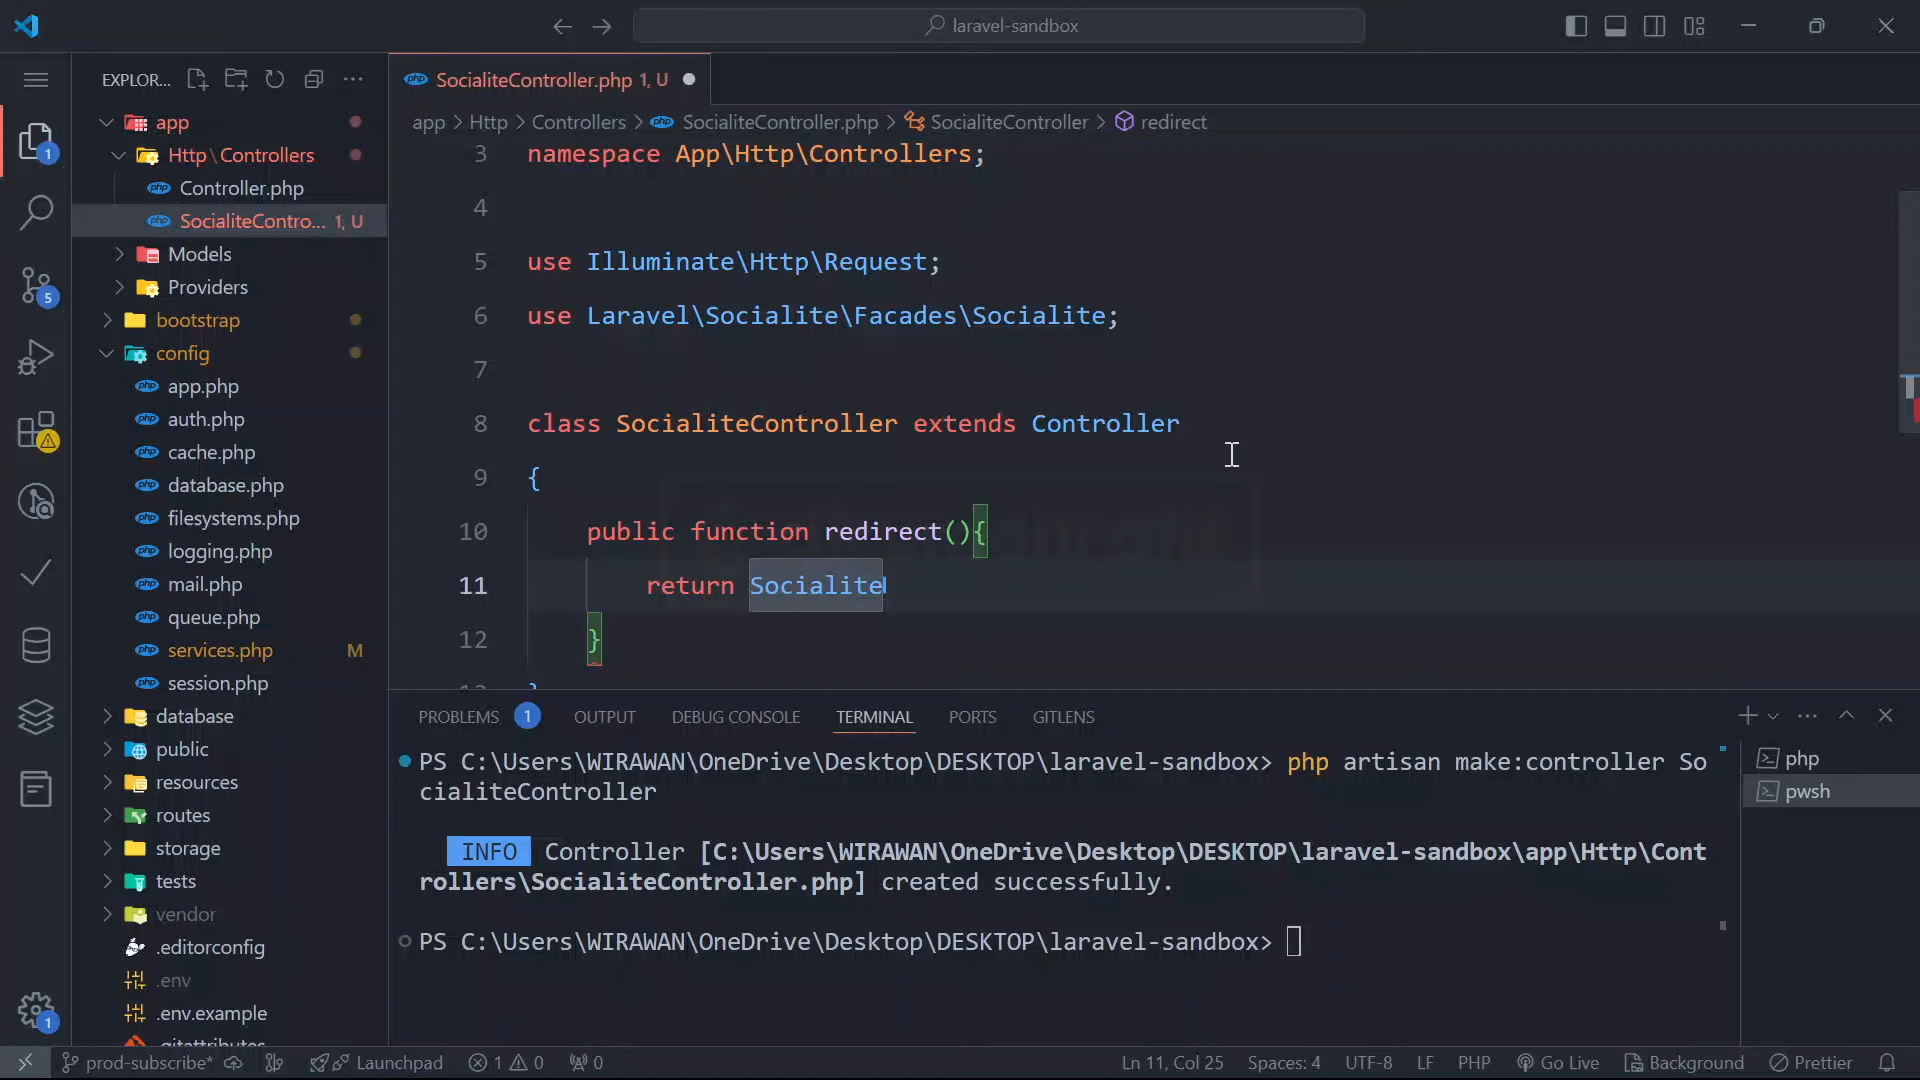 laravel-sandbox
EXPLOR...
app
Http\Controllers
Controller.php
SocialiteContro... 1, U
Models
Providers
bootstrap
config
app.php
auth.php
cache.php
database.php
filesystems.php
logging.php
mail.php
queue.php
services.php M
session.php
database
public
resources
routes
storage
tests
vendor
.editorconfig
.env
.env.example
.gitattributes
1
5
1
SocialiteController.php 1, U
app > Http > Controllers > SocialiteController.php > SocialiteController > redirect
3 namespace App\Http\Controllers;
4
5 use Illuminate\Http\Request;
6 use Laravel\Socialite\Facades\Socialite;
7
8 class SocialiteController extends Controller
9 {
10 public function redirect(){
11 return Socialite
12 }
13 }
PROBLEMS 1 OUTPUT DEBUG CONSOLE TERMINAL PORTS GITLENS
PS C:\Users\WIRAWAN\OneDrive\Desktop\DESKTOP\laravel-sandbox> php artisan make:controller So
cialiteController
INFO Controller [C:\Users\WIRAWAN\OneDrive\Desktop\DESKTOP\laravel-sandbox\app\Http\Cont
rollers\SocialiteController.php] created successfully.
PS C:\Users\WIRAWAN\OneDrive\Desktop\DESKTOP\laravel-sandbox>
php
pwsh
prod-subscribe* Launchpad 1 0 0 Ln 11, Col 25 Spaces: 4 UTF-8 LF PHP Go Live Background Prettier